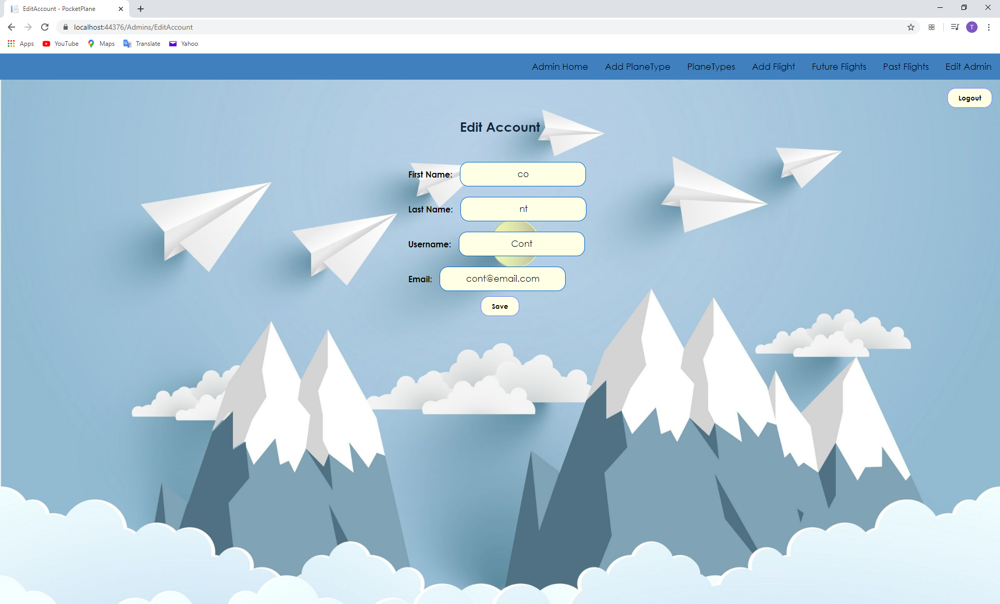 EditAccount - PocketPlane
localhost:44376/Admins/EditAccount
T
Apps YouTube Maps Translate Yahoo
Admin Home Add PlaneType PlaneTypes Add Flight Future Flights Past Flights Edit Admin
Logout
Edit Account
First Name: co
Last Name: nt
Username: Cont
Email: cont@email.com
Save